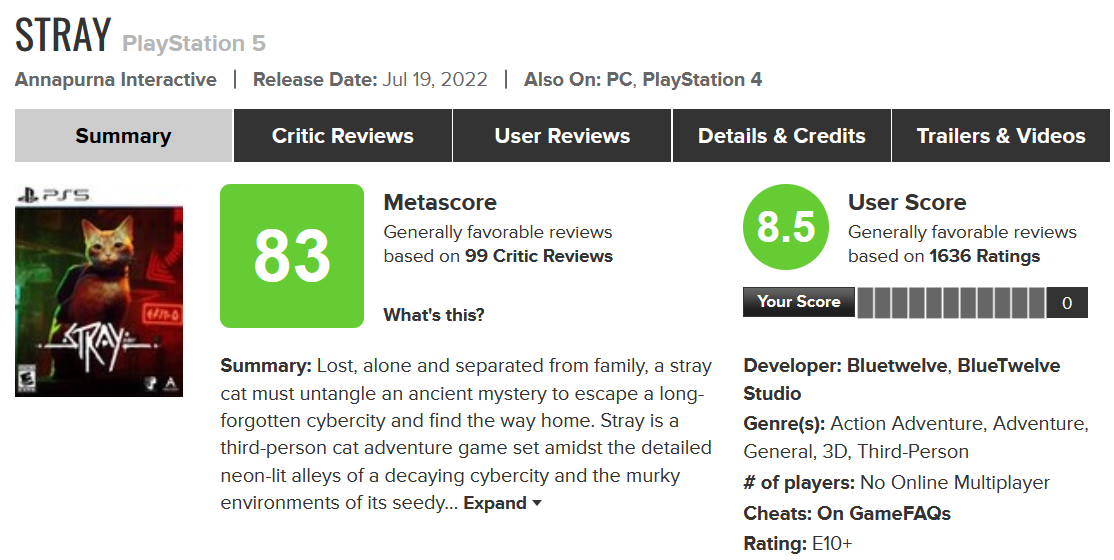 STRAY PlayStation 5
Annapurna Interactive | Release Date: Jul 19, 2022 | Also On: PC, PlayStation 4
Summary
Critic Reviews
User Reviews
Details & Credits
Trailers & Videos
PS5
STRAY
E
83
Metascore
Generally favorable reviews
based on 99 Critic Reviews
What's this?
Summary: Lost, alone and separated from family, a stray
cat must untangle an ancient mystery to escape a long-
forgotten cybercity and find the way home. Stray is a
third-person cat adventure game set amidst the detailed
neon-lit alleys of a decaying cybercity and the murky
environments of its seedy... Expand
8.5
User Score
Generally favorable reviews
based on 1636 Ratings
Your Score 0
Developer: Bluetwelve, BlueTwelve
Studio
Genre(s): Action Adventure, Adventure,
General, 3D, Third-Person
# of players: No Online Multiplayer
Cheats: On GameFAQs
Rating: E10+